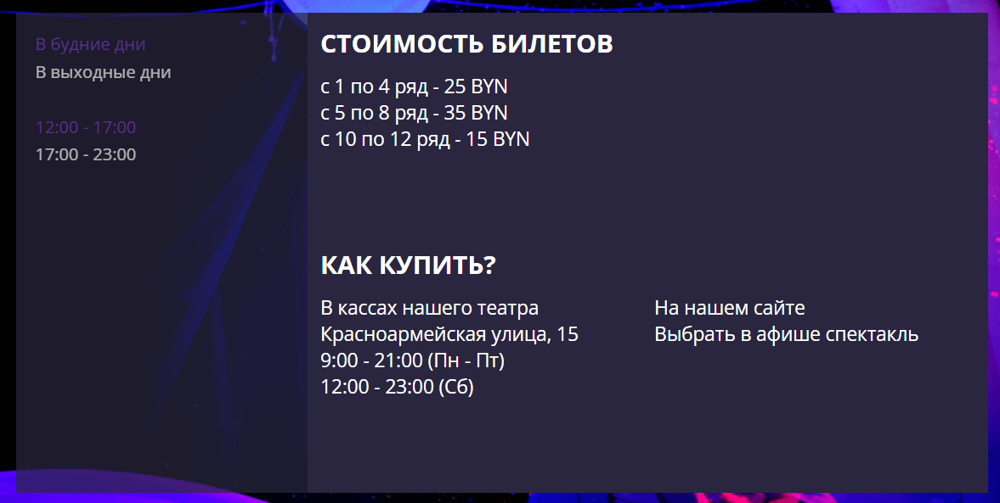 В будние дни
В выходные дни
12:00 - 17:00
17:00 - 23:00
СТОИМОСТЬ БИЛЕТОВ
с 1 по 4 ряд - 25 BYN
с 5 по 8 ряд - 35 BYN
с 10 по 12 ряд - 15 BYN
КАК КУПИТЬ?
В кассах нашего театра
Красноармейская улица, 15
9:00 - 21:00 (Пн - Пт)
12:00 - 23:00 (Сб)
На нашем сайте
Выбрать в афише спектакль